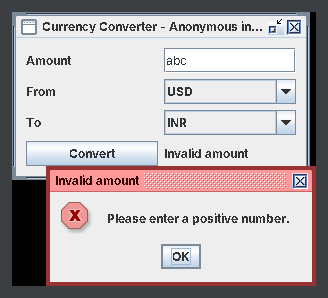 Currency Converter - Anonymous in...
Amount abc
From USD
To INR
Convert Invalid amount
Invalid amount
X
Please enter a positive number.
OK